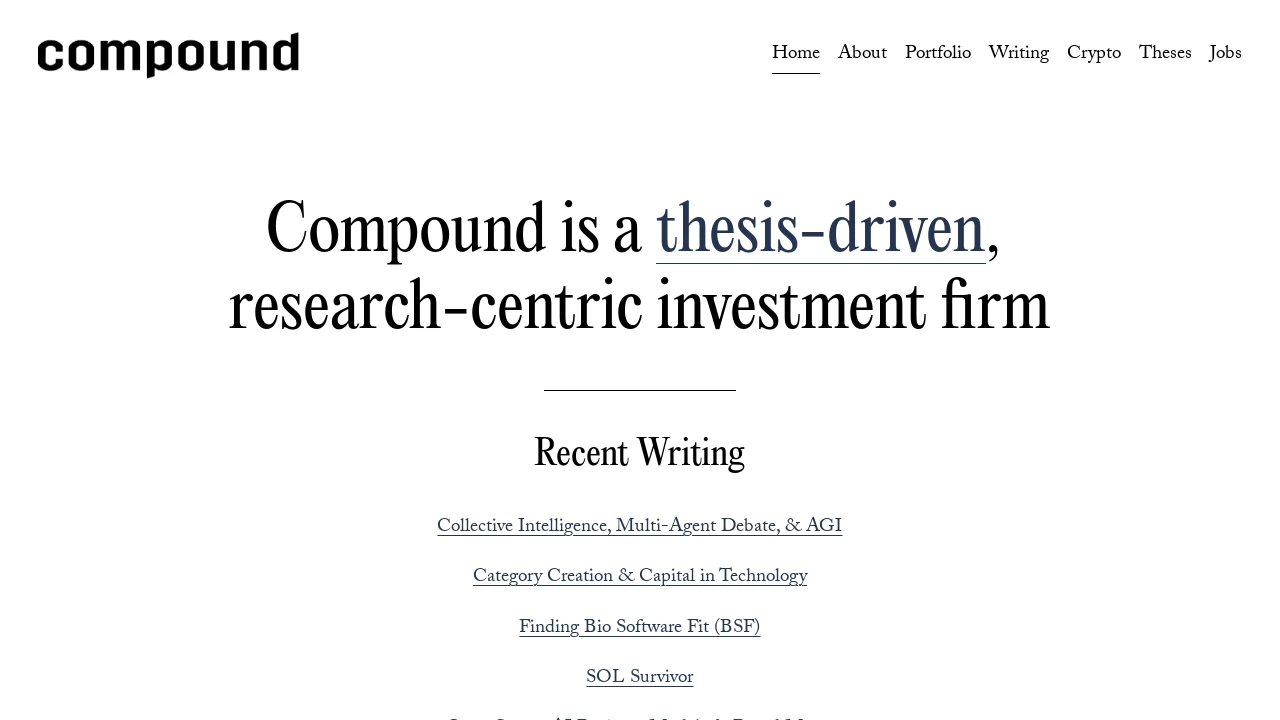 compound
Home About Portfolio Writing Crypto Theses Jobs
Compound is a thesis-driven,
research-centric investment firm
Recent Writing
Collective Intelligence, Multi-Agent Debate, & AGI
Category Creation & Capital in Technology
Finding Bio Software Fit (BSF)
SOL Survivor